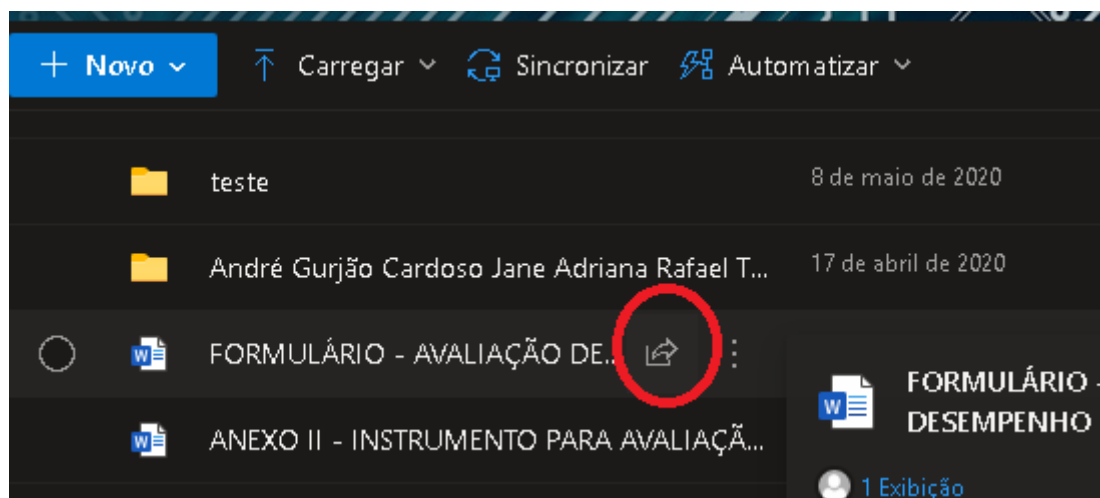 Novo Carregar Sincronizar Automatizar
teste 8 de maio de 2020
André Gurjão Cardoso Jane Adriana Rafael T... 17 de abril de 2020
FORMULÁRIO - AVALIAÇÃO DE...
ANEXO II - INSTRUMENTO PARA AVALIAÇÃ...
FORMULÁRIO -
DESEMPENHO
1 Exibição